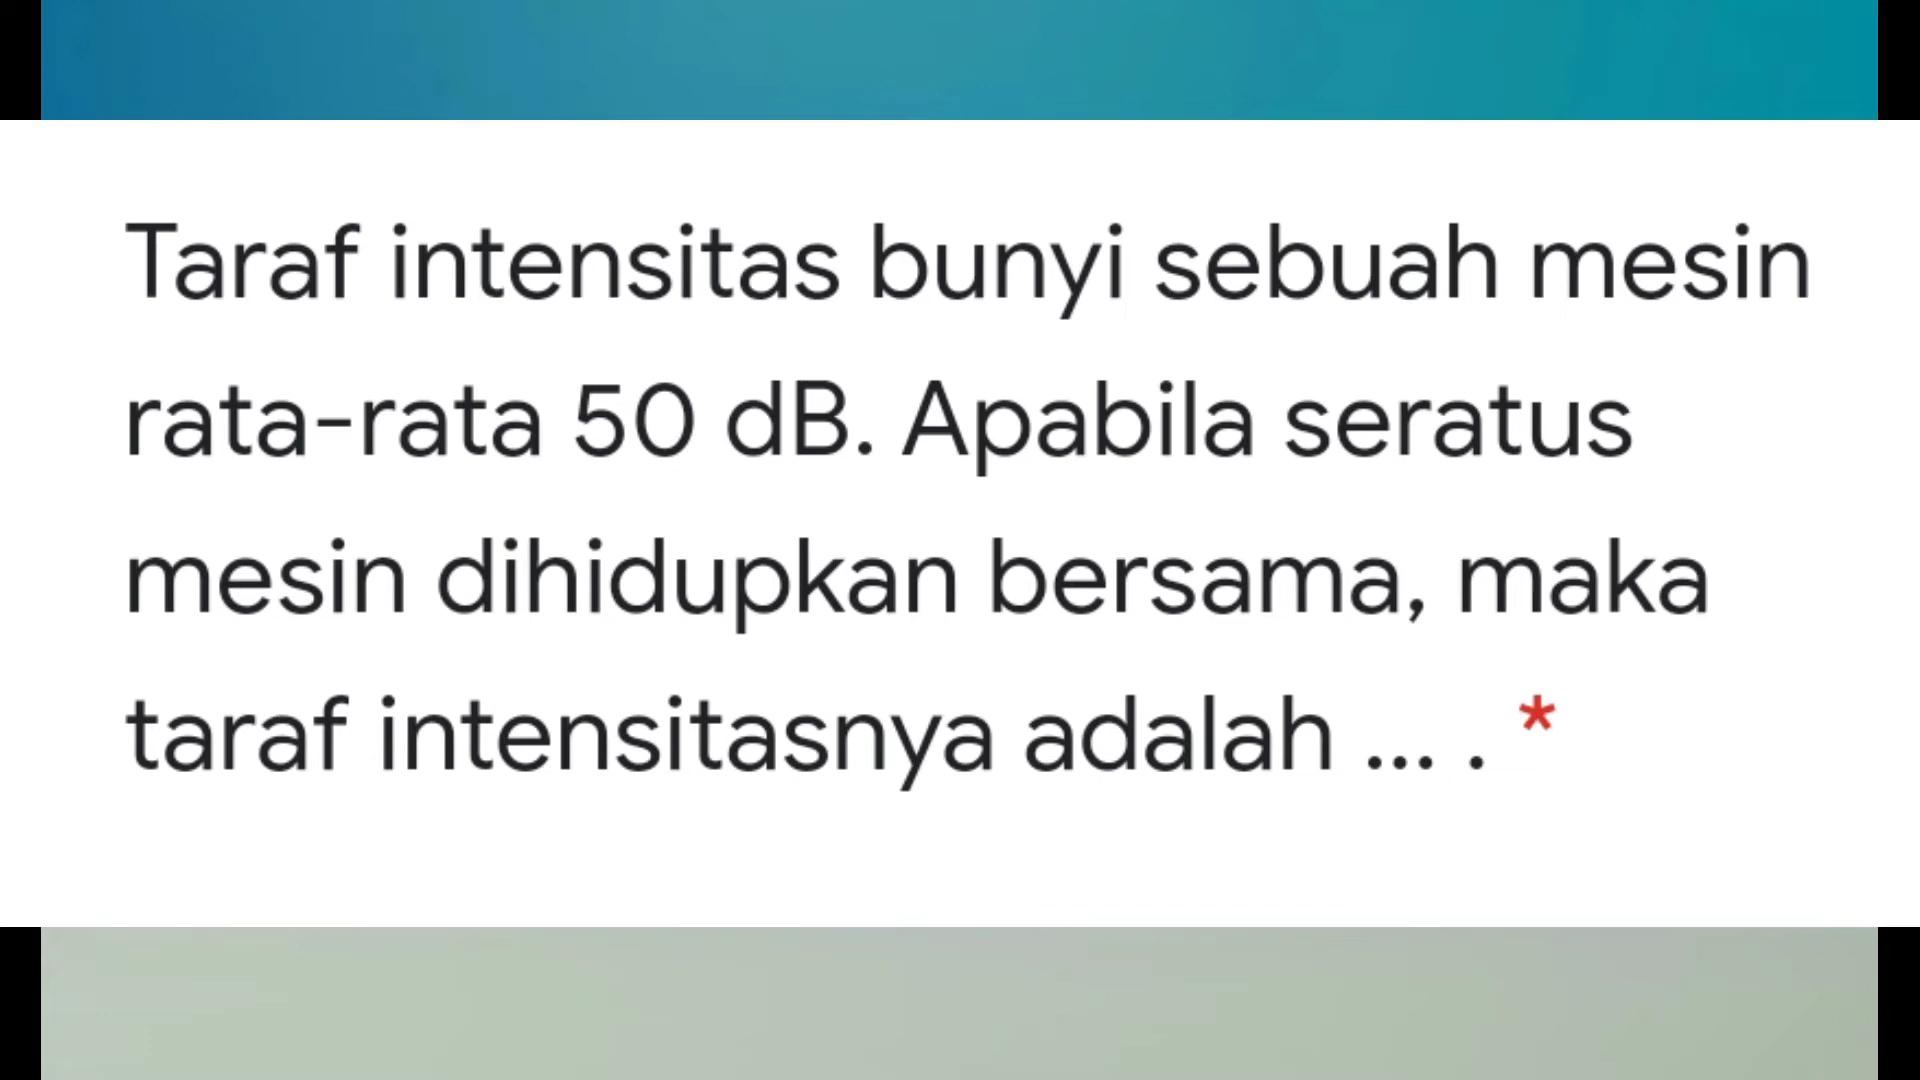 Taraf intensitas bunyi sebuah mesin
rata-rata 50 dB. Apabila seratus
mesin dihidupkan bersama, maka
taraf intensitasnya adalah ... . *